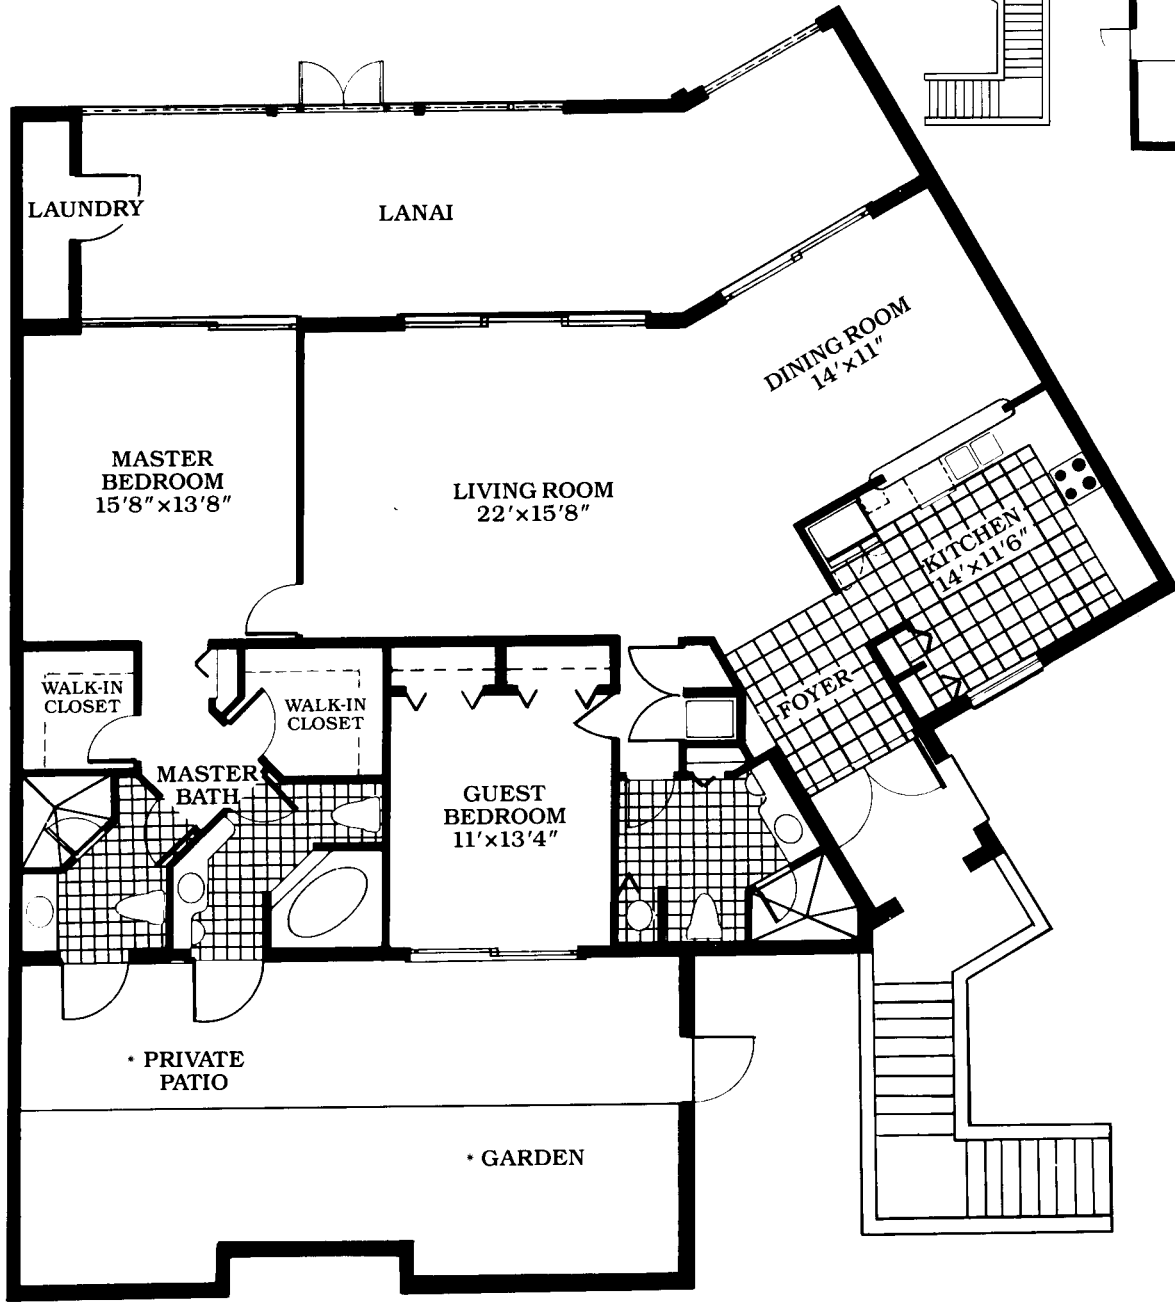 LAUNDRY
LANAI
DINING ROOM
14'×11"
MASTER
BEDROOM
15'8"×13'8"
LIVING ROOM
22'×15'8"
KITCHEN
14'×11'6"
WALK-IN
CLOSET
WALK-IN
CLOSET
FOYER
MASTER
BATH
GUEST
BEDROOM
11'×13'4"
* PRIVATE
PATIO
* GARDEN